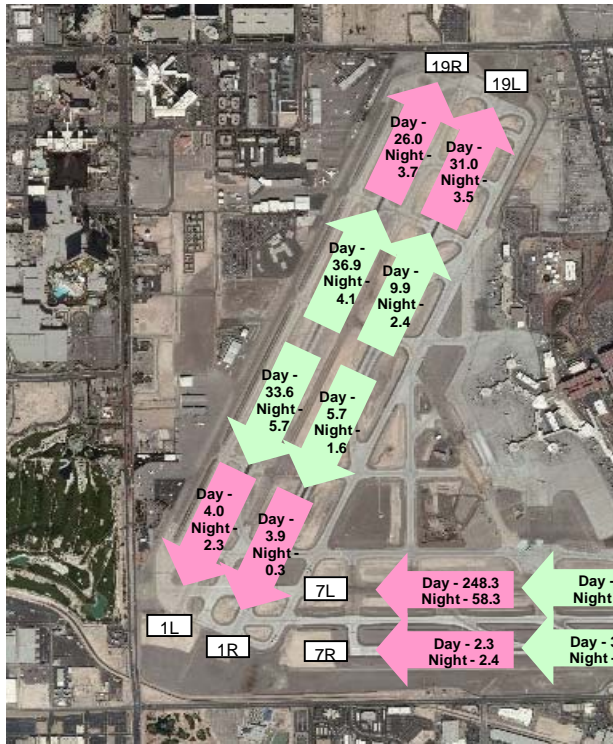 19R
19L
Day -
26.0
Night -
3.7
Day -
31.0
Night -
3.5
Day -
36.9
Night -
4.1
Day -
9.9
Night -
2.4
Day -
33.6
Night -
5.7
Day -
5.7
Night -
1.6
Day -
4.0
Night -
2.3
Day -
3.9
Night -
0.3
7L
Day - 248.3
Night - 58.3
Day -
Night
1L
1R
7R
Day - 2.3
Night - 2.4
Day - 3
Night -